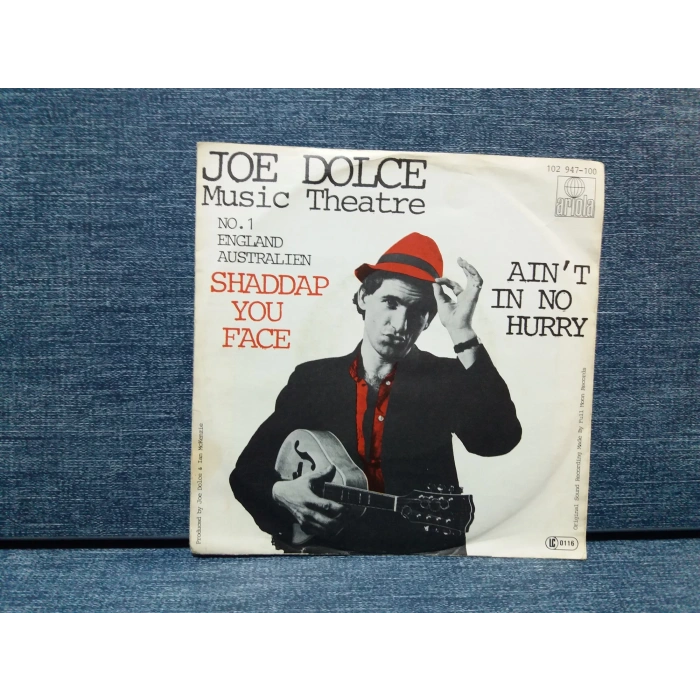 JOE DOLCE
Music Theatre
NO.1
ENGLAND
AUSTRALIEN
SHADDAP
YOU
FACE
102 947-100
ariola
AIN'T
IN NO
HURRY
Produced by Joe Dolce & Ian McKenzie
Original Sound Recording Made By Full Moon Records
LC 0116